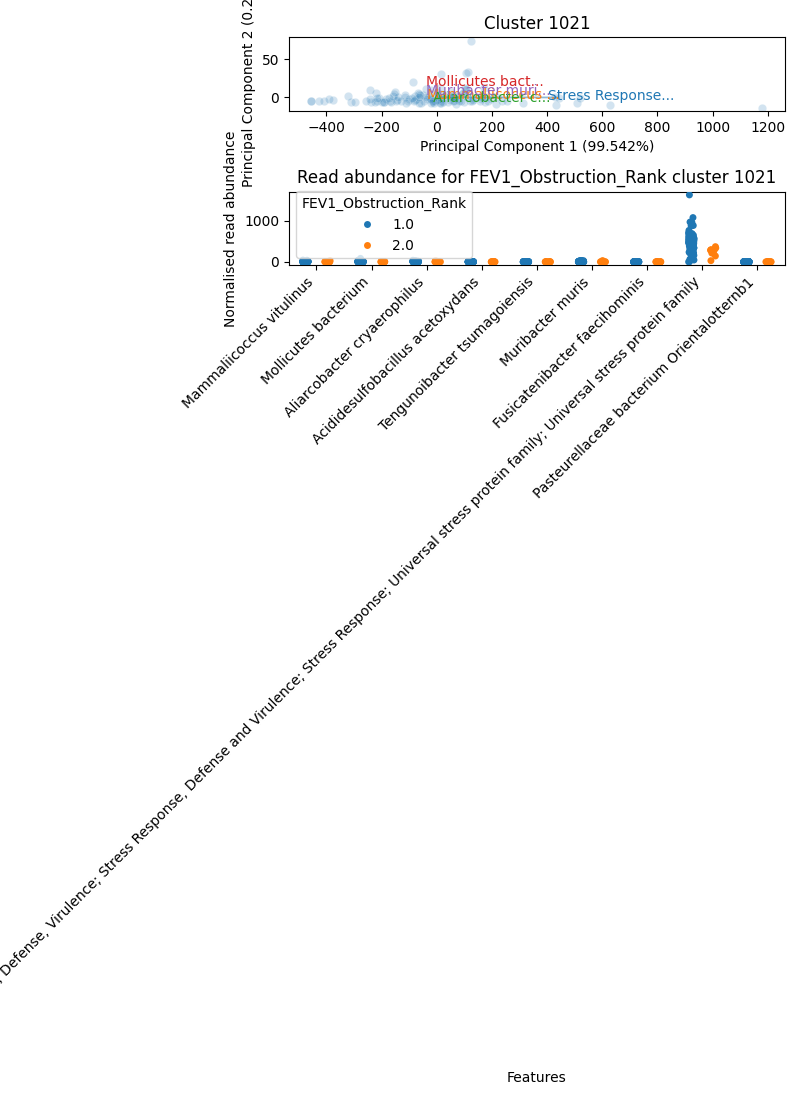 Cluster 1021
Principal Component 2 (0.2
50
0
Mollicutes bact...
Muribacter muri...
Stress Response...
Aliarcobacter c...
−400 −200 0 200 400 600 800 1000 1200
Principal Component 1 (99.542%)
Read abundance for FEV1_Obstruction_Rank cluster 1021
Normalised read abundance
1000
0
FEV1_Obstruction_Rank
1.0
2.0
Mammaliicoccus vitulinus
Mollicutes bacterium
Aliarcobacter cryaerophilus
Acididesulfobacillus acetoxydans
Tengunoibacter tsumagoiensis
Muribacter muris
Fusicatenibacter faecihominis
, Defense, Virulence; Stress Response, Defense and Virulence; Stress Response; Universal stress protein family; Universal stress protein family
Pasteurellaceae bacterium Orientalotternb1
Features